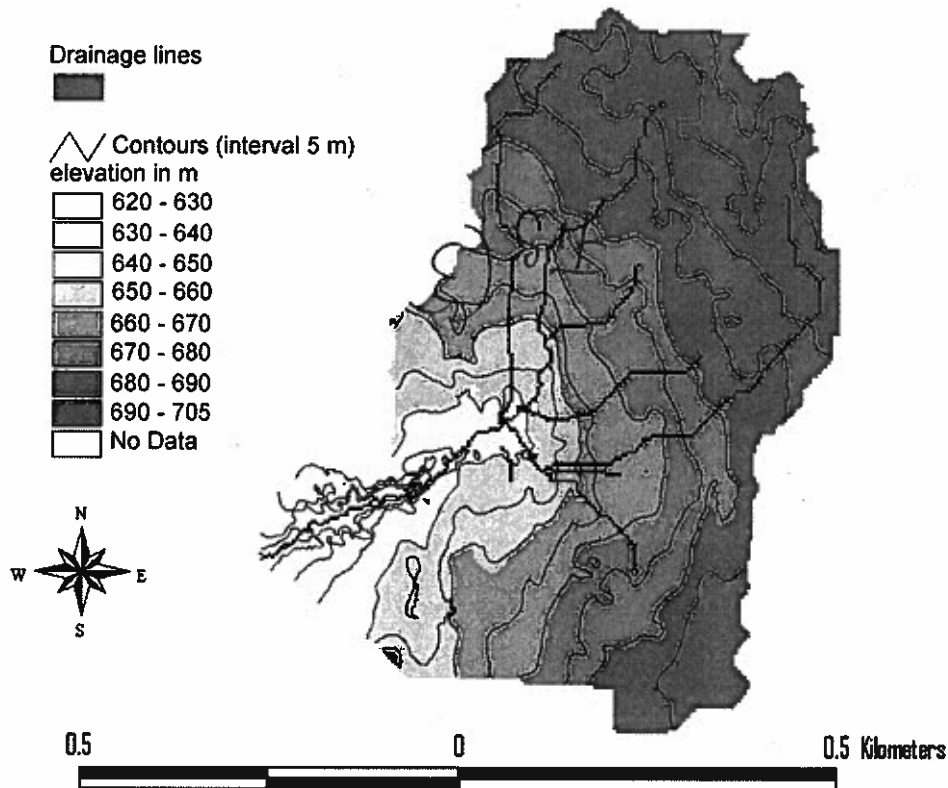 Drainage lines
Contours (interval 5 m)
elevation in m
620 - 630
630 - 640
640 - 650
650 - 660
660 - 670
670 - 680
680 - 690
690 - 705
No Data
N
W E
S
0.5 0 0.5 Kilometers